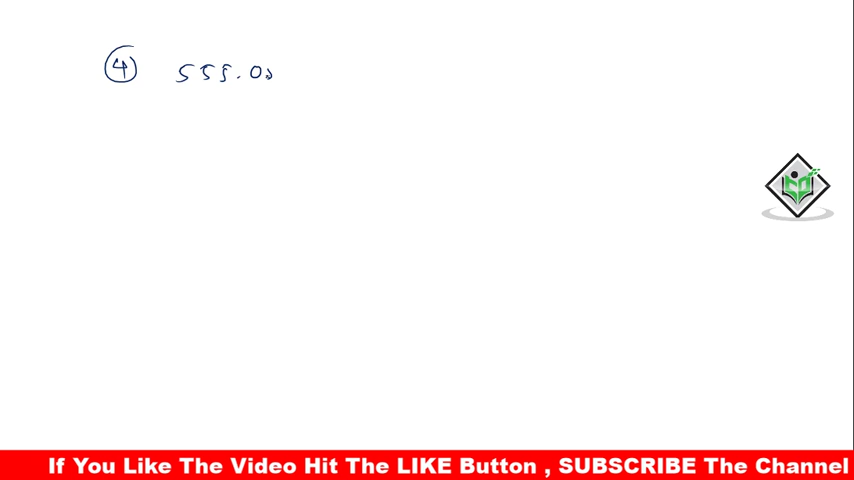 ④ 555.00
If You Like The Video Hit The LIKE Button , SUBSCRIBE The Channel